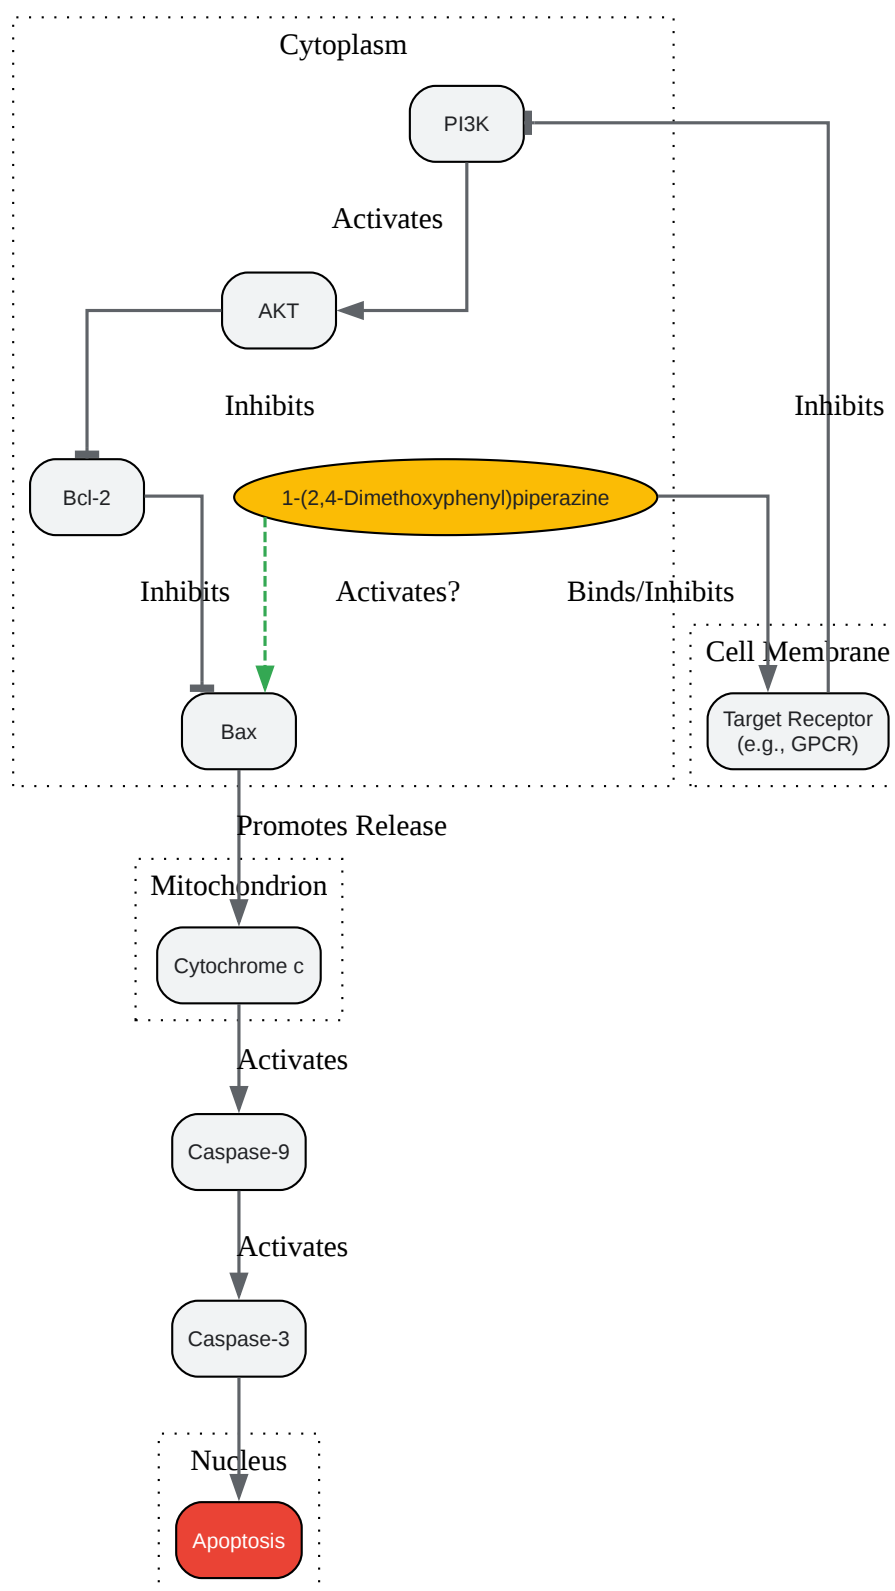 Cytoplasm
PI3K
Activates
AKT
Inhibits
Inhibits
Bcl-2
1-(2,4-Dimethoxyphenyl)piperazine
Inhibits
Activates?
Binds/Inhibits
Cell Membrane
Target Receptor
(e.g., GPCR)
Bax
Promotes Release
Mitochondrion
Cytochrome c
Activates
Caspase-9
Activates
Caspase-3
Nucleus
Apoptosis